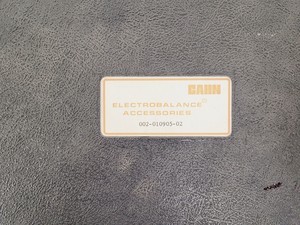 CAHN
ELECTROBALANCE®
ACCESSORIES
002-010903-02